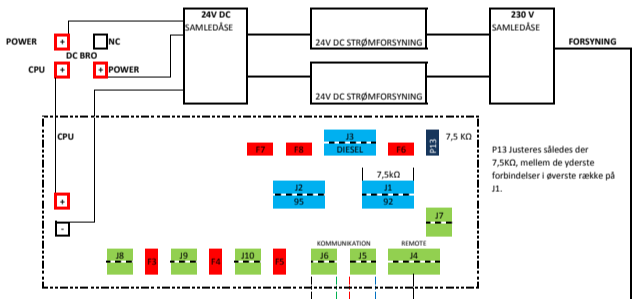 24V DC
SAMLEDÅSE
230 V
SAMLEDÅSE
POWER
+
NC
24V DC STRØMFORSYNING
FORSYNING
DC BRO
CPU
+
+
POWER
24V DC STRØMFORSYNING
CPU
F7
F8
J3
DIESEL
F6
P13
7,5 KΩ
P13 Justeres således der
7,5KΩ, mellem de yderste
forbindelser i øverste række på
J1.
7,5kΩ
J2
95
J1
92
+
-
J7
KOMMUNIKATION
REMOTE
J8
F3
J9
F4
J10
F5
J6
J5
J4